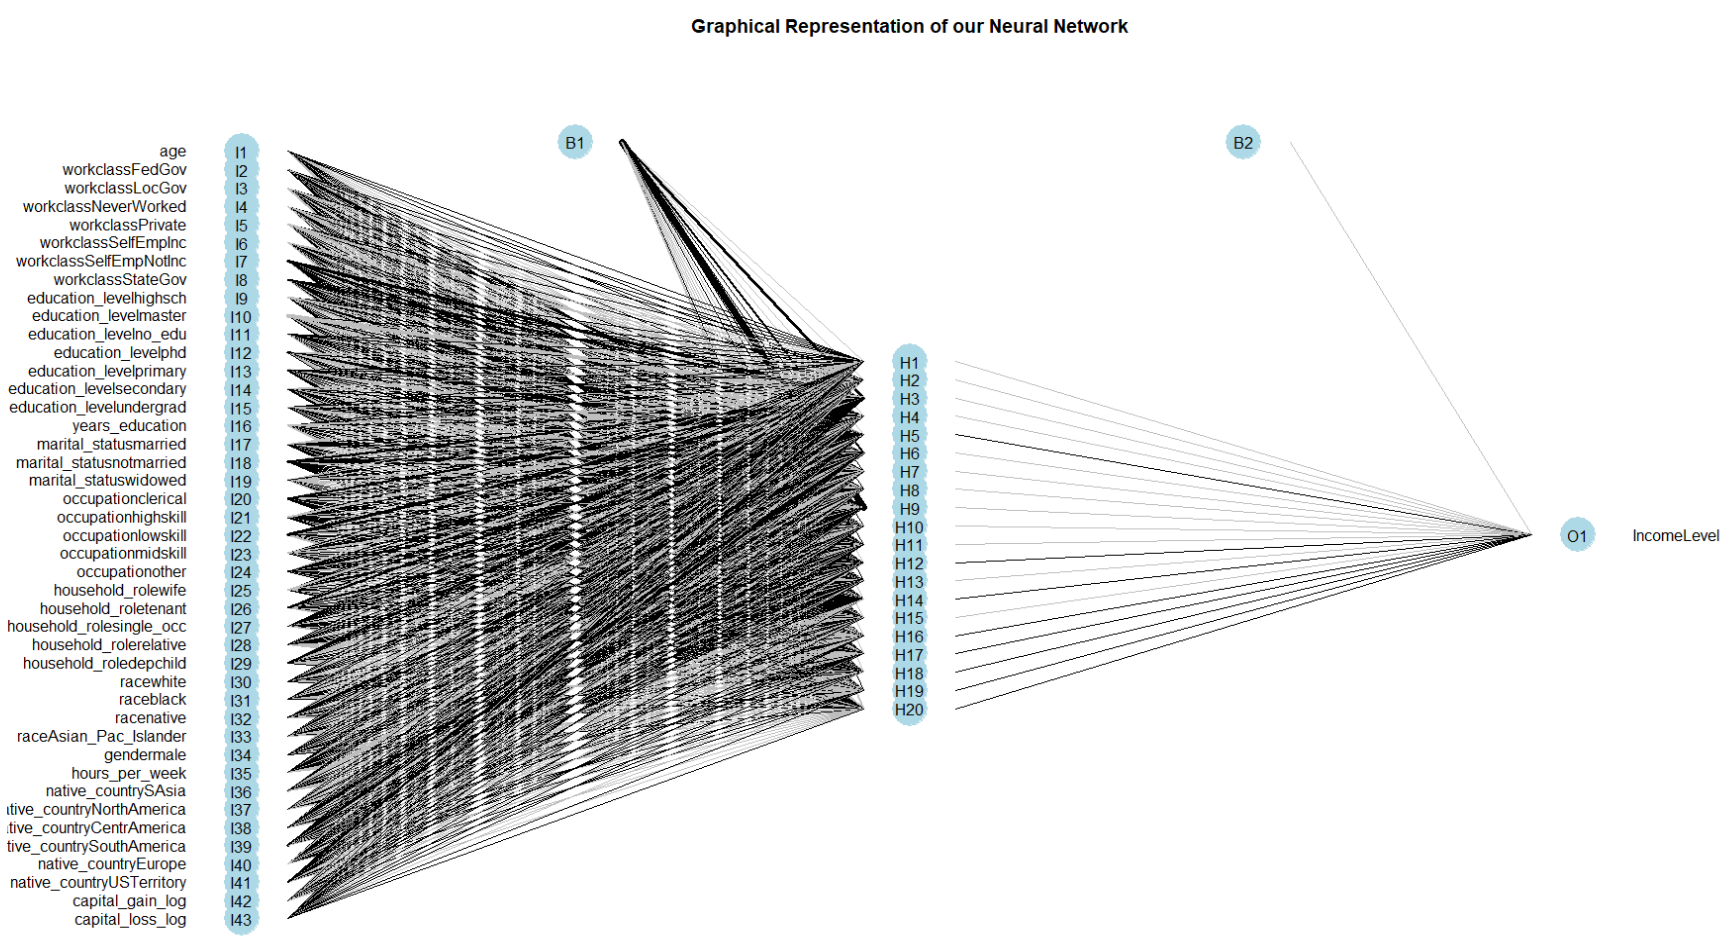 Graphical Representation of our Neural Network
B1
B2
age I1
workclassFedGov I2
workclassLocGov I3
workclassNeverWorked I4
workclassPrivate I5
workclassSelfEmpInc I6
workclassSelfEmpNotInc I7
workclassStateGov I8
education_levelhighsch I9
education_levelmaster I10
education_levelno_edu I11
education_levelphd I12
education_levelprimary I13
education_levelsecondary I14
education_levelundergrad I15
years_education I16
marital_statusmarried I17
marital_statusnotmarried I18
marital_statuswidowed I19
occupationclerical I20
occupationhighskill I21
occupationlowskill I22
occupationmidskill I23
occupationother I24
household_rolewife I25
household_roletenant I26
household_rolesingle_occ I27
household_rolerelative I28
household_roledepchild I29
racewhite I30
raceblack I31
racenative I32
raceAsian_Pac_Islander I33
gendermale I34
hours_per_week I35
native_countrySAsia I36
ative_countryNorthAmerica I37
tive_countryCentrAmerica I38
tive_countrySouthAmerica I39
native_countryEurope I40
native_countryUSTerritory I41
capital_gain_log I42
capital_loss_log I43
H1
H2
H3
H4
H5
H6
H7
H8
H9
H10
H11
H12
H13
H14
H15
H16
H17
H18
H19
H20
O1 IncomeLevel